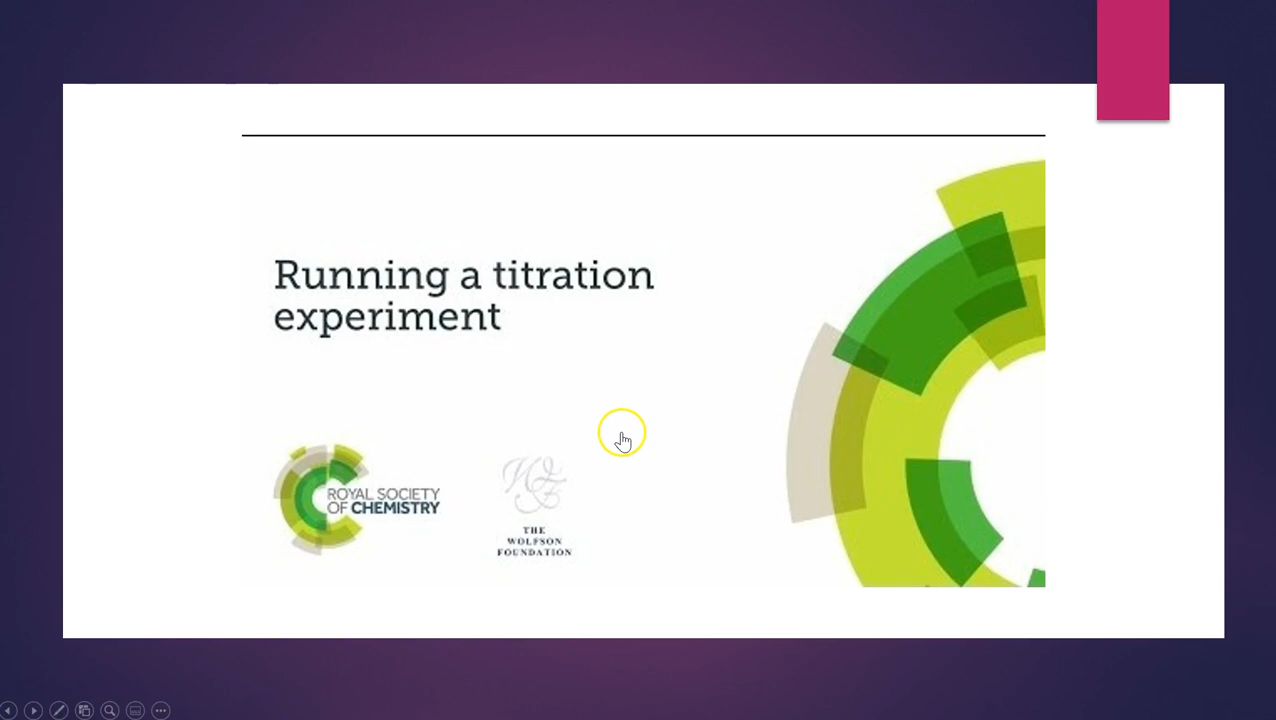 Running a titration
experiment
ROYAL SOCIETY
OF CHEMISTRY
THE
WOLFSON
FOUNDATION